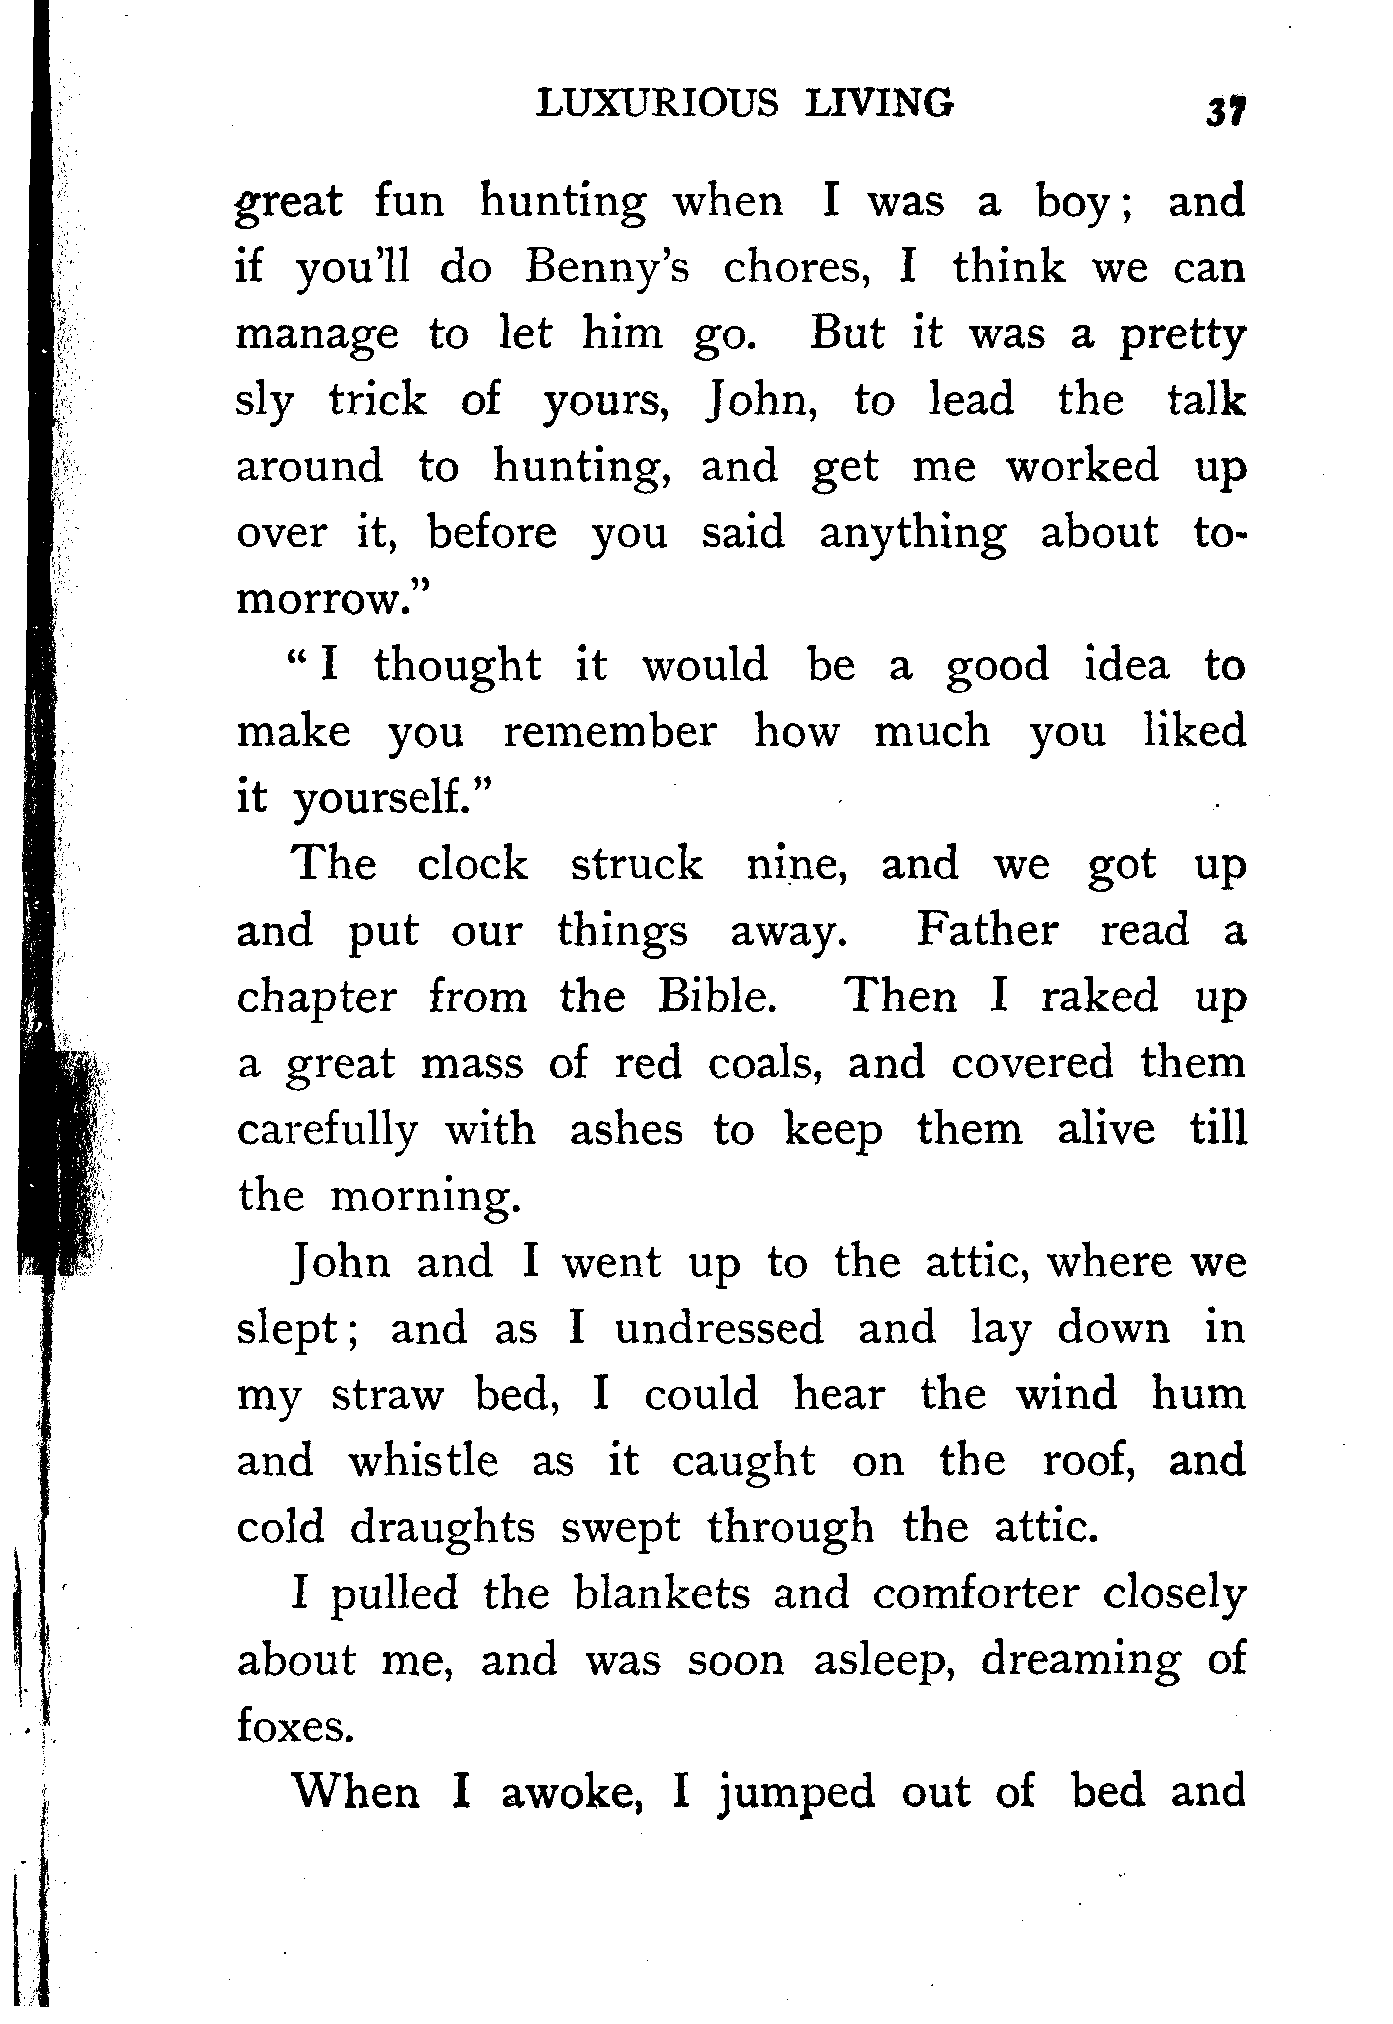 LUXURIOUS LIVING 37
great fun hunting when I was a boy; and
if you'll do Benny's chores, I think we can
manage to let him go. But it was a pretty
sly trick of yours, John, to lead the talk
around to hunting, and get me worked up
over it, before you said anything about to-
morrow.”
“ I thought it would be a good idea to
make you remember how much you liked
it yourself.”
The clock struck nine, and we got up
and put our things away. Father read a
chapter from the Bible. Then I raked up
a great mass of red coals, and covered them
carefully with ashes to keep them alive till
the morning.
John and I went up to the attic, where we
slept; and as I undressed and lay down in
my straw bed, I could hear the wind hum
and whistle as it caught on the roof, and
cold draughts swept through the attic.
I pulled the blankets and comforter closely
about me, and was soon asleep, dreaming of
foxes.
When I awoke, I jumped out of bed and